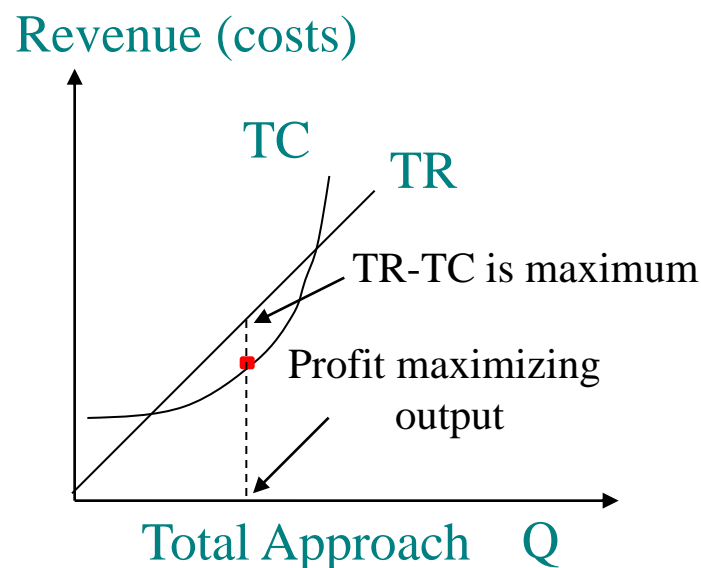 Revenue (costs)
TC
TR
TR-TC is maximum
Profit maximizing
output
Total Approach Q